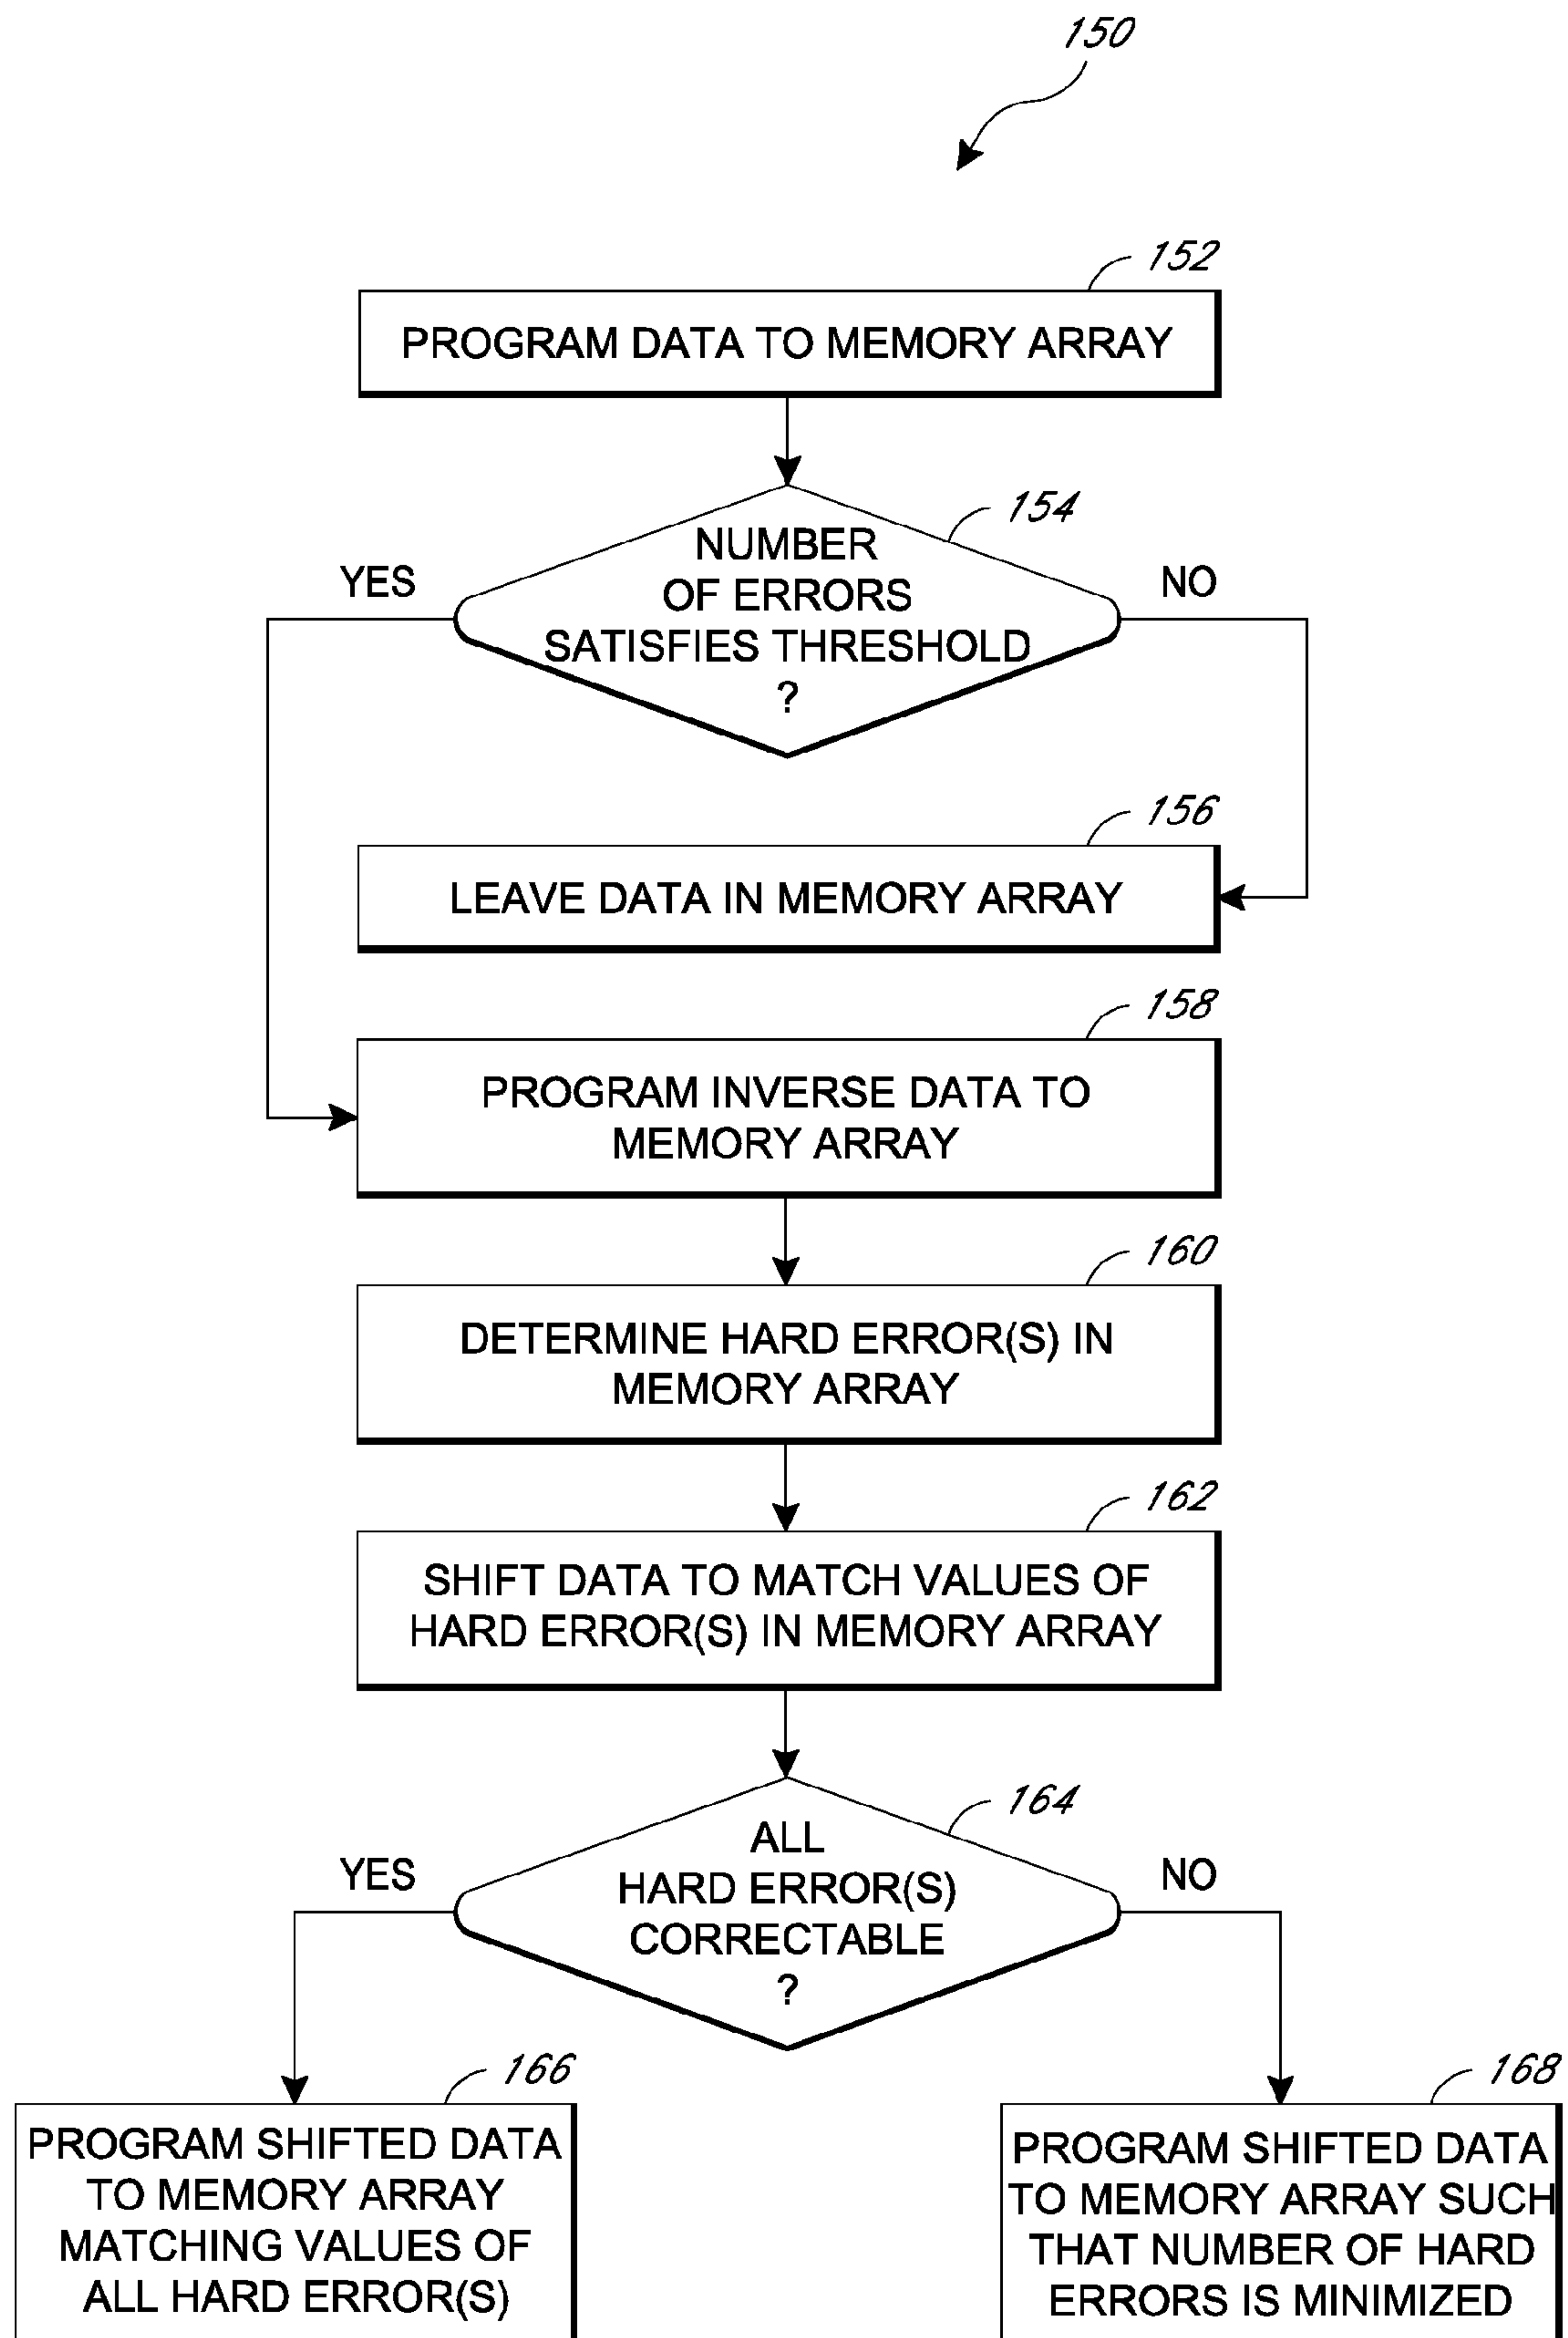 150
152
PROGRAM DATA TO MEMORY ARRAY
154
NUMBER
OF ERRORS
SATISFIES THRESHOLD
?
YES
NO
156
LEAVE DATA IN MEMORY ARRAY
158
PROGRAM INVERSE DATA TO
MEMORY ARRAY
160
DETERMINE HARD ERROR(S) IN
MEMORY ARRAY
162
SHIFT DATA TO MATCH VALUES OF
HARD ERROR(S) IN MEMORY ARRAY
164
ALL
HARD ERROR(S)
CORRECTABLE
?
YES
NO
166
PROGRAM SHIFTED DATA
TO MEMORY ARRAY
MATCHING VALUES OF
ALL HARD ERROR(S)
168
PROGRAM SHIFTED DATA
TO MEMORY ARRAY SUCH
THAT NUMBER OF HARD
ERRORS IS MINIMIZED